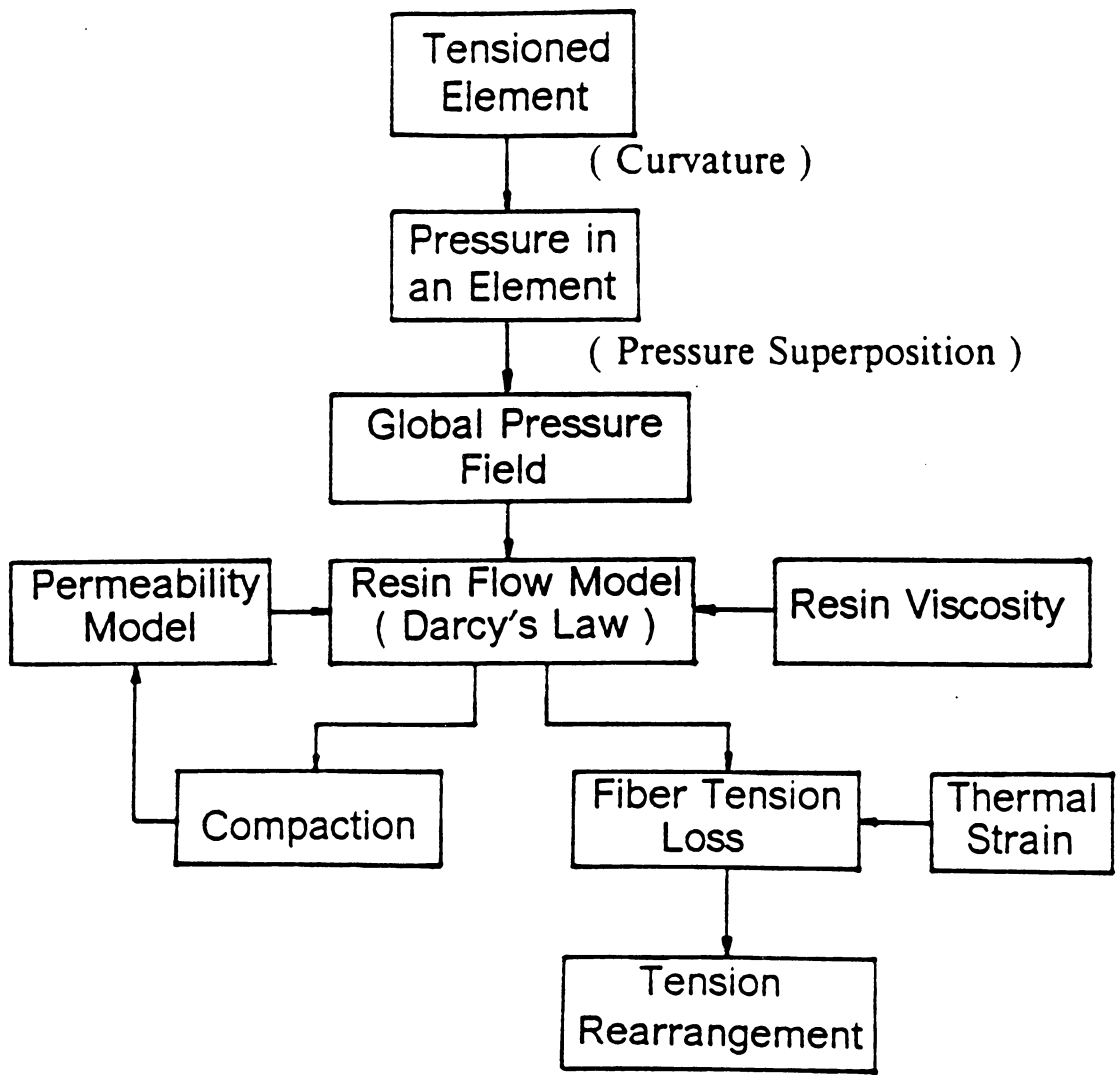 Tensioned
Element
( Curvature )
Pressure in
an Element
( Pressure Superposition )
Global Pressure
Field
Permeability
Model
Resin Flow Model
( Darcy's Law )
Resin Viscosity
Compaction
Fiber Tension
Loss
Thermal
Strain
Tension
Rearrangement